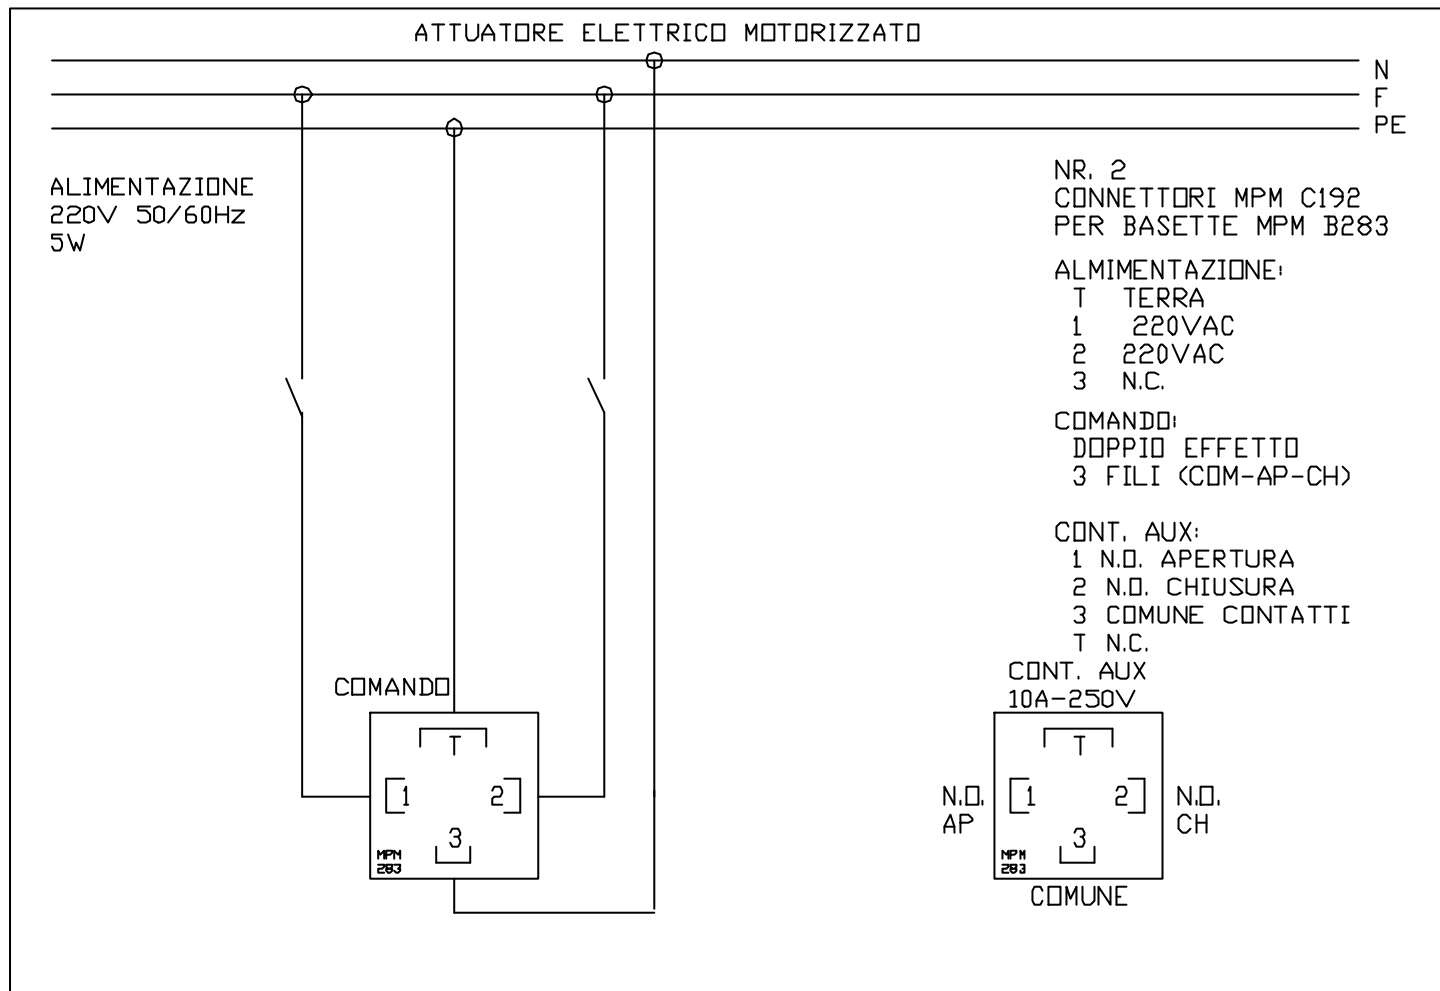 ATTUATORE ELETTRICO MOTORIZZATO
N
F
PE
ALIMENTAZIONE
220V 50/60Hz
5W
NR. 2
CONNETTORI MPM C192
PER BASETTE MPM B283
ALMIMENTAZIONE:
T TERRA
1 220VAC
2 220VAC
3 N.C.
COMANDO:
DOPPIO EFFETTO
3 FILI (COM-AP-CH)
CONT. AUX:
1 N.O. APERTURA
2 N.O. CHIUSURA
3 COMUNE CONTATTI
T N.C.
COMANDO
T
1 2
3
MPM
283
CONT. AUX
10A-250V
T
N.O.
AP
1 2
N.O.
CH
3
MPM
283
COMUNE